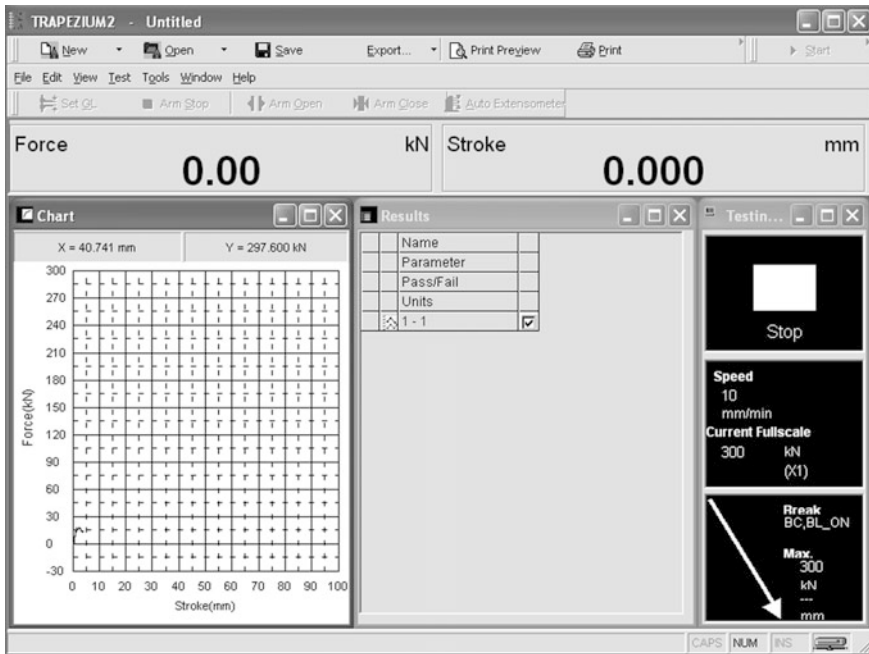 TRAPEZIUM2 - Untitled
New Open Save Export... Print Preview Print Start
File Edit View Test Tools Window Help
Set GL Arm Stop Arm Open Arm Close Auto Extensometer
Force kN
0.00
Stroke mm
0.000
Chart
X = 40.741 mm Y = 297.600 kN
300
270
240
210
180
150
120
90
60
30
0
-30
Force(kN)
0 10 20 30 40 50 60 70 80 90 100
Stroke(mm)
Results
Name
Parameter
Pass/Fail
Units
1 - 1
Testin...
Stop
Speed
10
mm/min
Current Fullscale
300 kN
(X1)
Break
BC,BL_ON
Max.
300
kN
---
mm
CAPS NUM INS